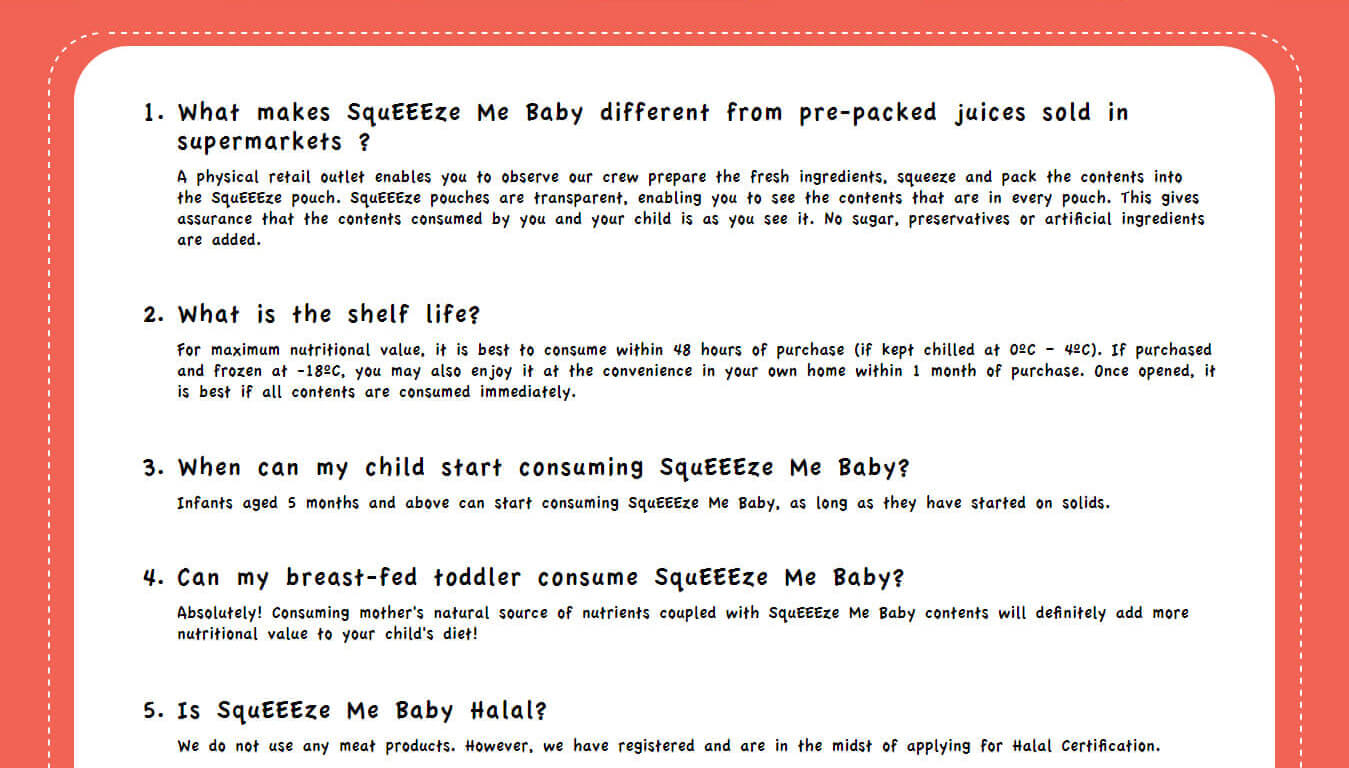 1. What makes SquEEEze Me Baby different from pre-packed juices sold in
supermarkets ?
A physical retail outlet enables you to observe our crew prepare the fresh ingredients, squeeze and pack the contents into
the SquEEEze pouch. SquEEEze pouches are transparent, enabling you to see the contents that are in every pouch. This gives
assurance that the contents consumed by you and your child is as you see it. No sugar, preservatives or artificial ingredients
are added.
2. What is the shelf life?
For maximum nutritional value, it is best to consume within 48 hours of purchase (if kept chilled at 0ºC – 4ºC). If purchased
and frozen at -18ºC, you may also enjoy it at the convenience in your own home within 1 month of purchase. Once opened, it
is best if all contents are consumed immediately.
3. When can my child start consuming SquEEEze Me Baby?
Infants aged 5 months and above can start consuming SquEEEze Me Baby, as long as they have started on solids.
4. Can my breast-fed toddler consume SquEEEze Me Baby?
Absolutely! Consuming mother's natural source of nutrients coupled with SquEEEze Me Baby contents will definitely add more
nutritional value to your child's diet!
5. Is SquEEEze Me Baby Halal?
We do not use any meat products. However, we have registered and are in the midst of applying for Halal Certification.